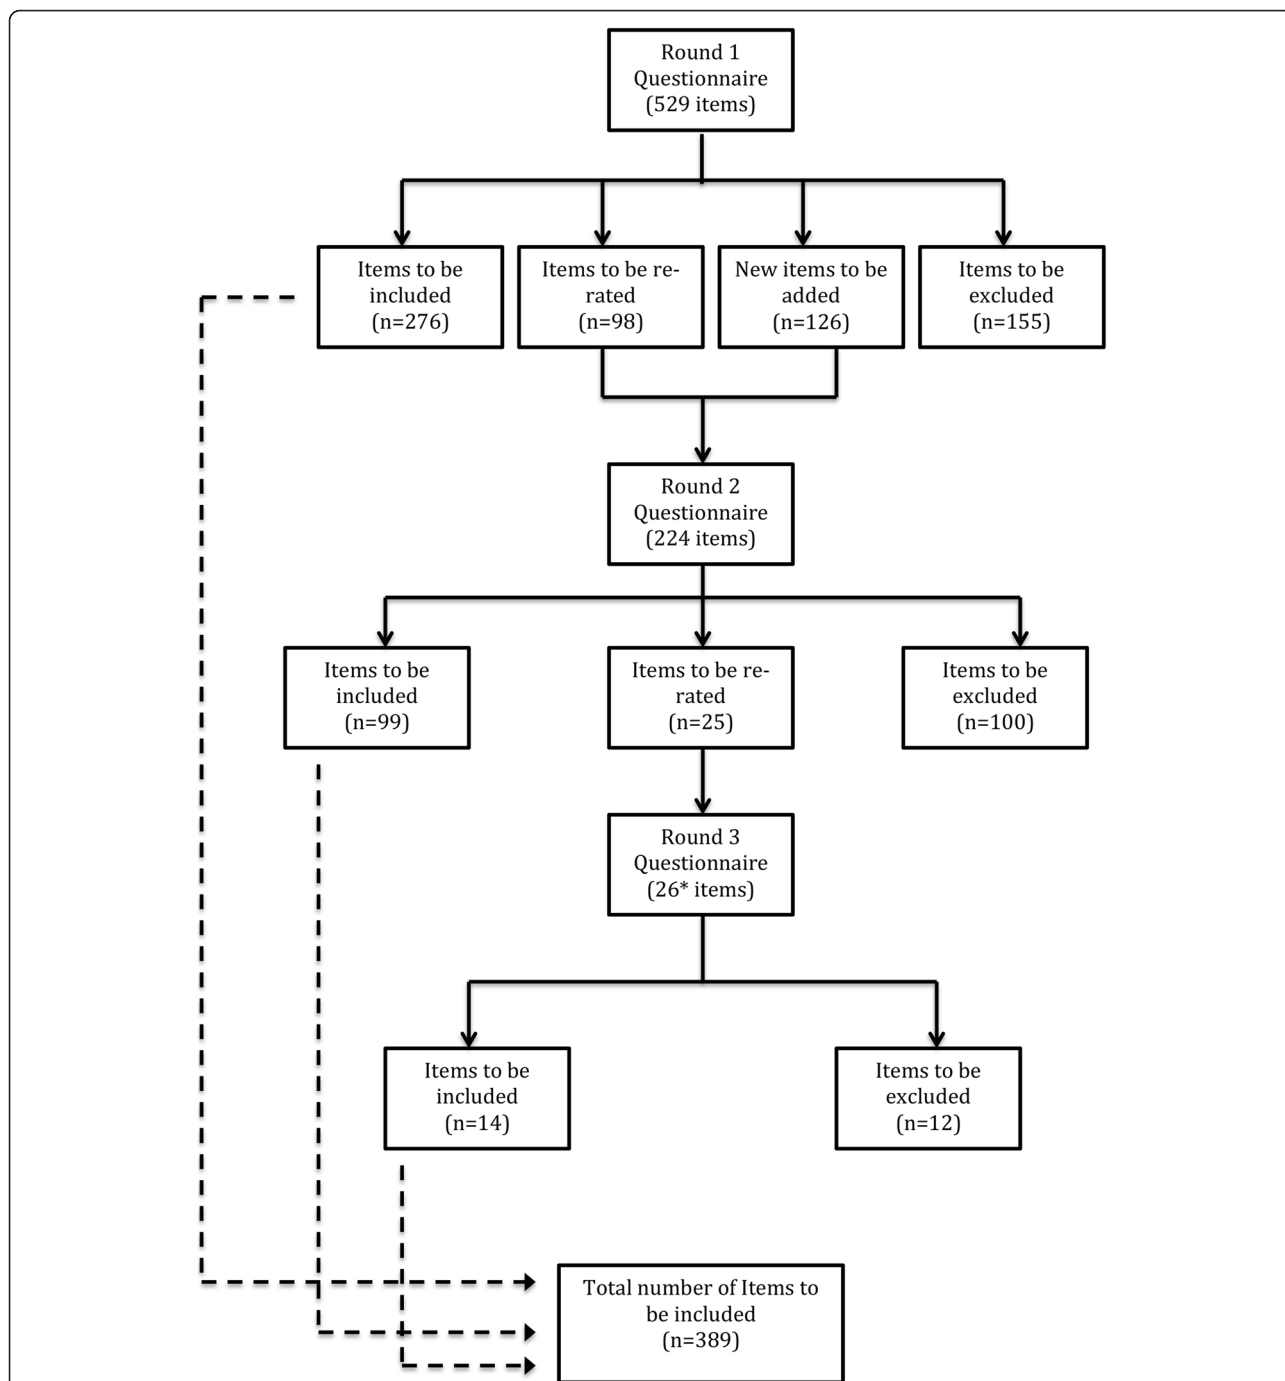 Round 1
Questionnaire
(529 items)
Items to be
included
(n=276)
Items to be re-
rated
(n=98)
New items to be
added
(n=126)
Items to be
excluded
(n=155)
Round 2
Questionnaire
(224 items)
Items to be
included
(n=99)
Items to be re-
rated
(n=25)
Items to be
excluded
(n=100)
Round 3
Questionnaire
(26* items)
Items to be
included
(n=14)
Items to be
excluded
(n=12)
Total number of Items to
be included
(n=389)